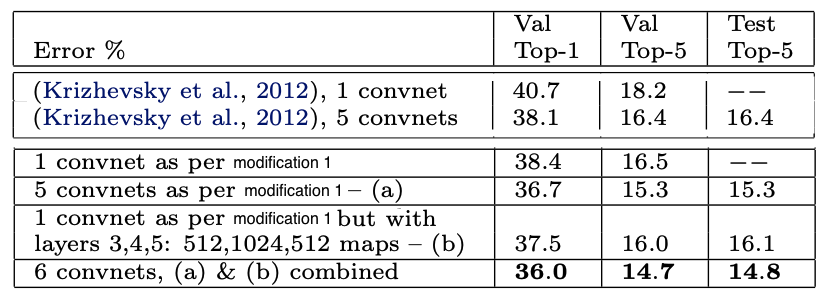 Val Val Test
Error % Top-1 Top-5 Top-5
(Krizhevsky et al., 2012), 1 convnet 40.7 18.2 −−
(Krizhevsky et al., 2012), 5 convnets 38.1 16.4 16.4
1 convnet as per modification 1 38.4 16.5 −−
5 convnets as per modification 1 – (a) 36.7 15.3 15.3
1 convnet as per modification 1 but with
layers 3,4,5: 512,1024,512 maps – (b) 37.5 16.0 16.1
6 convnets, (a) & (b) combined 36.0 14.7 14.8